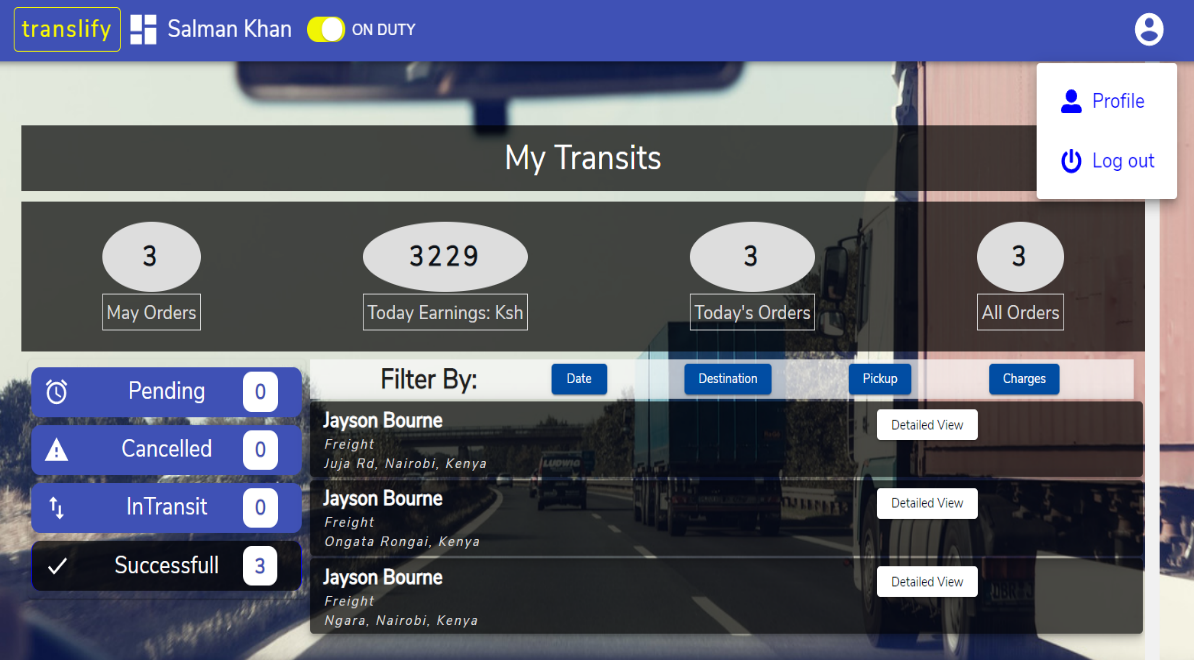 translify
Salman Khan
ON DUTY
Profile
Log out
My Transits
3
3229
3
3
May Orders
Today Earnings: Ksh
Today's Orders
All Orders
Pending 0
Cancelled 0
InTransit 0
Successfull 3
Filter By:
Date
Destination
Pickup
Charges
Jayson Bourne
Freight
Juja Rd, Nairobi, Kenya
Detailed View
Jayson Bourne
Freight
Ongata Rongai, Kenya
Detailed View
Jayson Bourne
Freight
Ngara, Nairobi, Kenya
Detailed View
LUDWIG